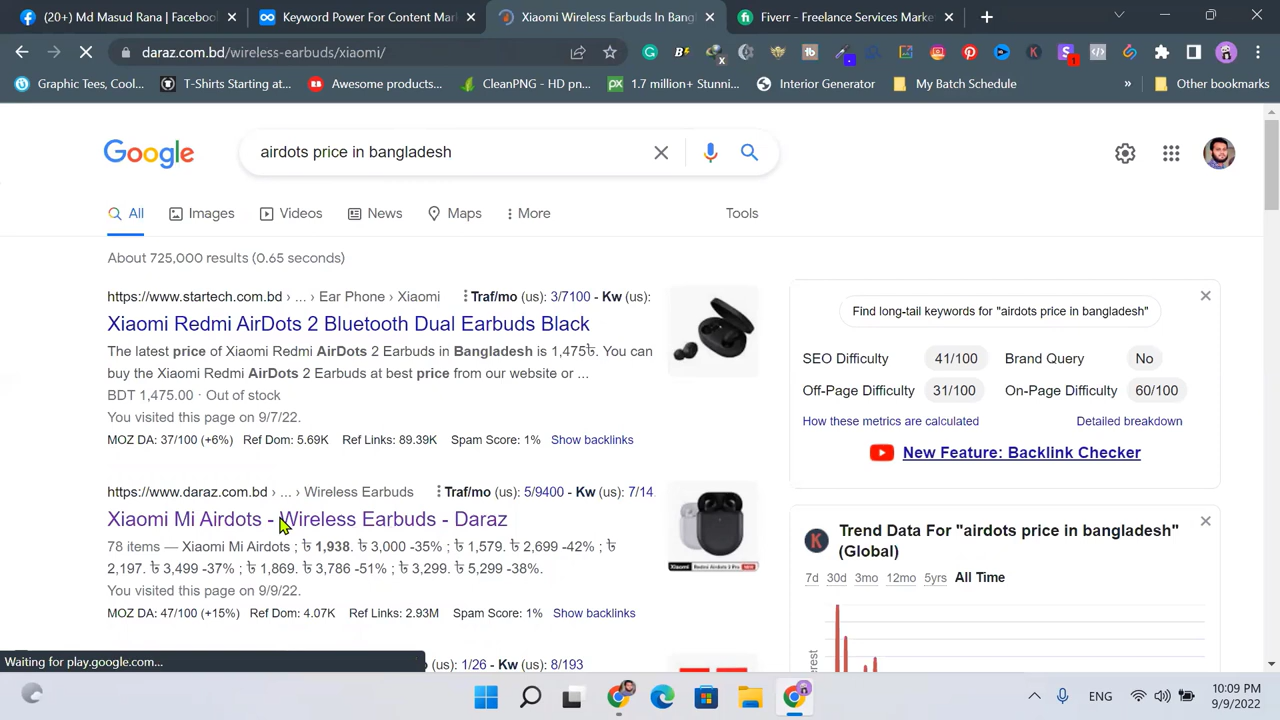 (20+) Md Masud Rana | Facebook
Keyword Power For Content Mar
Xiaomi Wireless Earbuds In Bang
Fiverr - Freelance Services Marke
daraz.com.bd/wireless-earbuds/xiaomi/
Graphic Tees, Casual...
T-Shirts Starting at...
Awesome products...
CleanPNG - HD pn...
1.7 million+ Stunni...
Interior Generator
My Batch Schedule
»
Other bookmarks
Google
airdots price in bangladesh
All
Images
Videos
News
Maps
More
Tools
About 725,000 results (0.65 seconds)
https://www.startech.com.bd › ... › Ear Phone › Xiaomi
Traf/mo (us): 3/7100 - Kw (us):
Xiaomi Redmi AirDots 2 Bluetooth Dual Earbuds Black
The latest price of Xiaomi Redmi AirDots 2 Earbuds in Bangladesh is 1,475৳. You can
buy the Xiaomi Redmi AirDots 2 Earbuds at best price from our website or ...
BDT 1,475.00 · Out of stock
You visited this page on 9/7/22.
MOZ DA: 37/100 (+6%) Ref Dom: 5.69K Ref Links: 89.39K Spam Score: 1% Show backlinks
https://www.daraz.com.bd › ... › Wireless Earbuds
Traf/mo (us): 5/9400 - Kw (us): 7/14
Xiaomi Mi Airdots - Wireless Earbuds - Daraz
78 items — Xiaomi Mi Airdots ; ৳ 1,938. ৳ 3,000 -35% ; ৳ 1,579. ৳ 2,699 -42% ; ৳
2,197. ৳ 3,499 -37% ; ৳ 1,869. ৳ 3,786 -51% ; ৳ 3,299. ৳ 5,299 -38%.
You visited this page on 9/9/22.
MOZ DA: 47/100 (+15%) Ref Dom: 4.07K Ref Links: 2.93M Spam Score: 1% Show backlinks
(us): 1/26 - Kw (us): 8/193
Find long-tail keywords for "airdots price in bangladesh"
SEO Difficulty 41/100 Brand Query No
Off-Page Difficulty 31/100 On-Page Difficulty 60/100
How these metrics are calculated
Detailed breakdown
New Feature: Backlink Checker
K
Trend Data For "airdots price in bangladesh"
(Global)
7d 30d 3mo 12mo 5yrs All Time
Waiting for play.google.com...
ENG
10:09 PM
9/9/2022